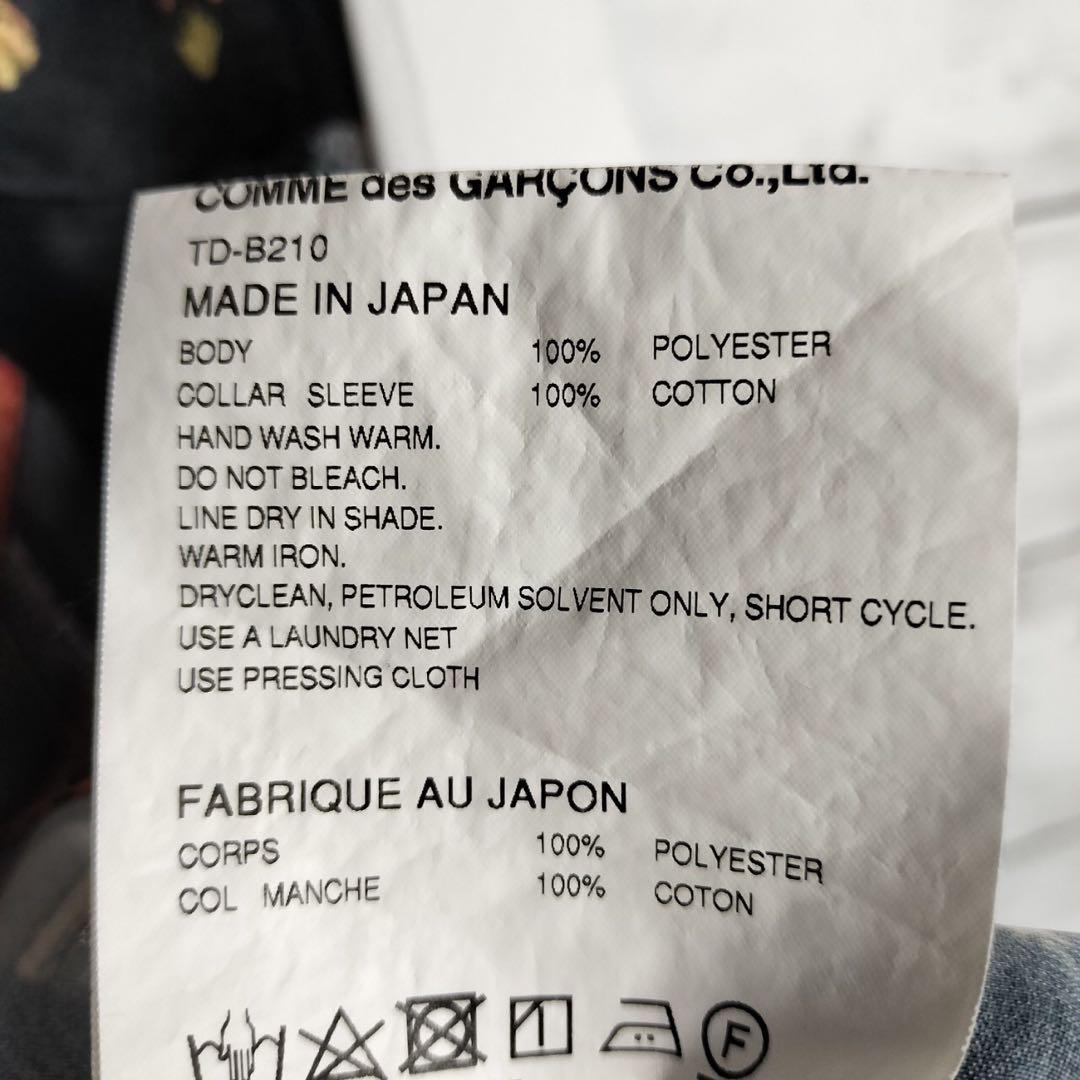 COMME des GARÇONS Co.,Ltd.
TD-B210
MADE IN JAPAN
BODY 100% POLYESTER
COLLAR SLEEVE 100% COTTON
HAND WASH WARM.
DO NOT BLEACH.
LINE DRY IN SHADE.
WARM IRON.
DRYCLEAN, PETROLEUM SOLVENT ONLY, SHORT CYCLE.
USE A LAUNDRY NET
USE PRESSING CLOTH
FABRIQUE AU JAPON
CORPS 100% POLYESTER
COL MANCHE 100% COTON
F